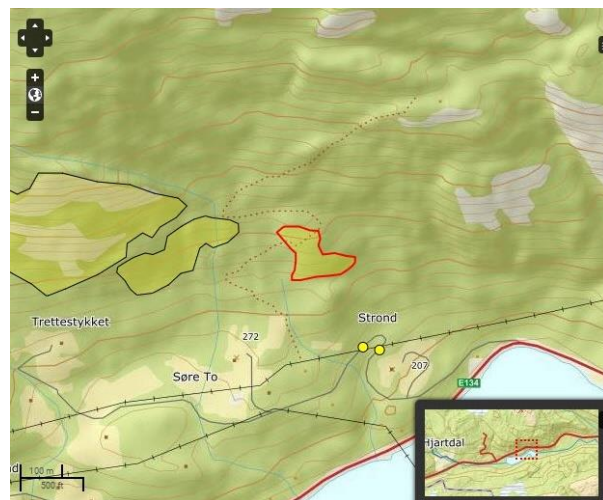 +
−
Strond
Trettestykket
272
207
Søre To
E134
Hjartdal
100 m
500 ft